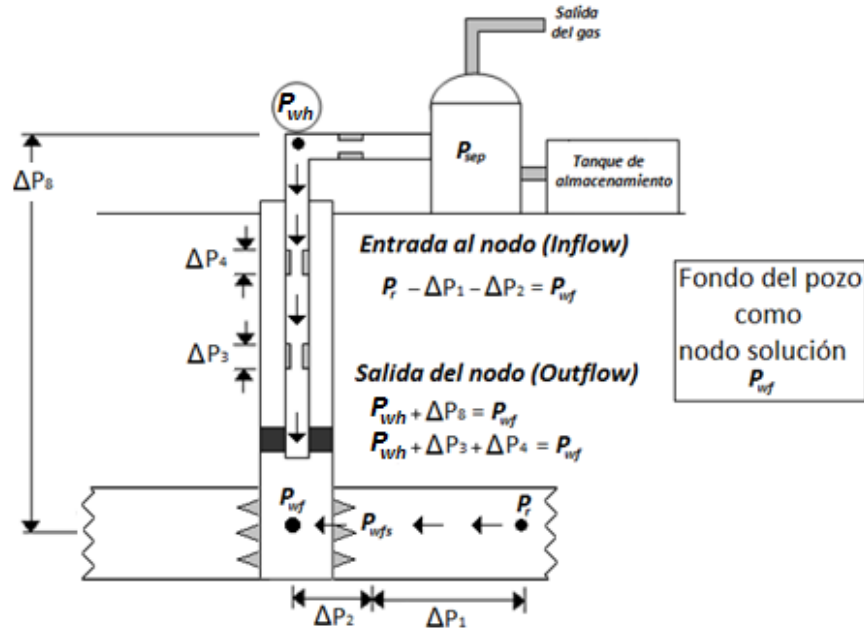 Salida
del gas
Pwh
Psep
Tanque de
almacenamiento
ΔP8
ΔP4
Entrada al nodo (Inflow)
Pr − ΔP1 − ΔP2 = Pwf
Fondo del pozo
como
nodo solución
Pwf
ΔP3
Salida del nodo (Outflow)
Pwh + ΔP8 = Pwf
Pwh + ΔP3 + ΔP4 = Pwf
Pwf
Pwfs
Pr
ΔP2
ΔP1